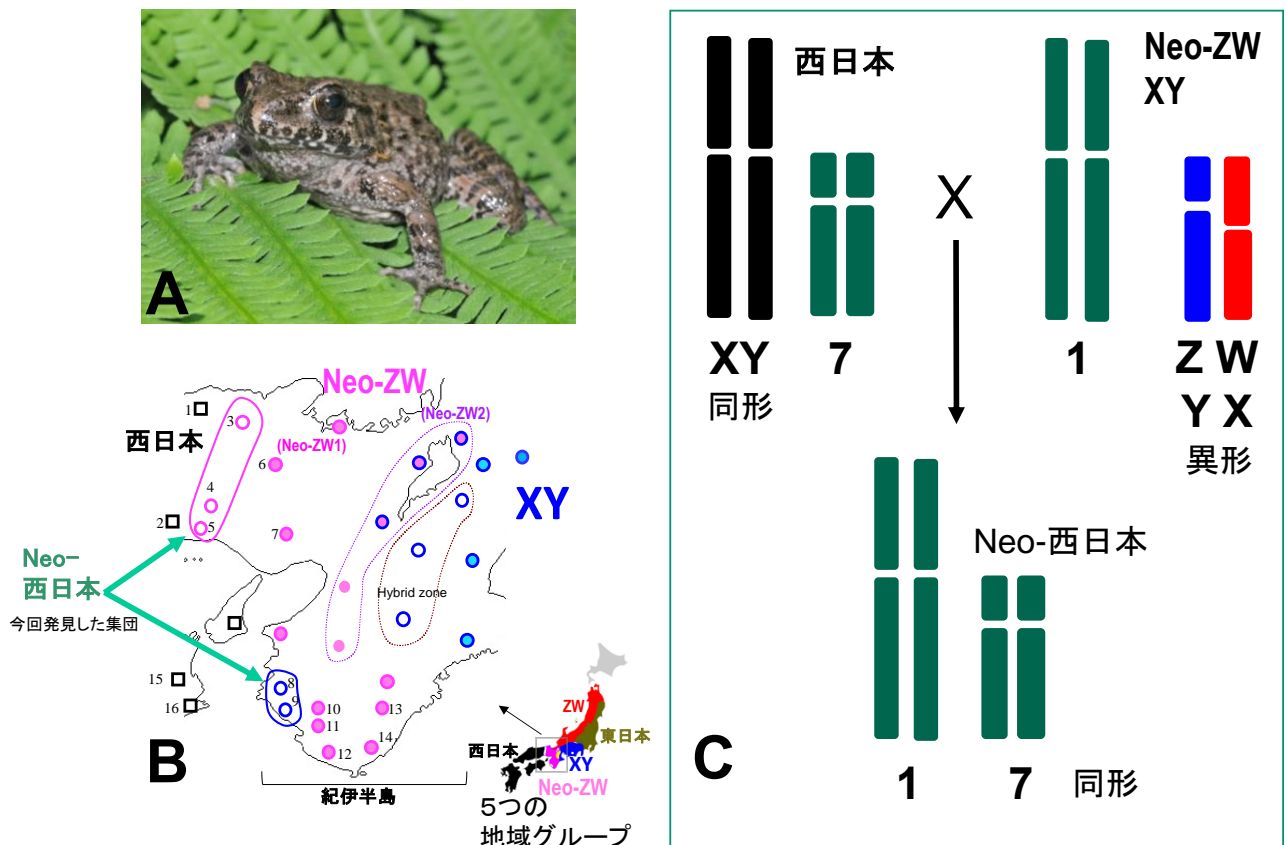 A
Neo-ZW
(Neo-ZW2)
1
3
西日本
(Neo-ZW1)
6
XY
4
2
5
7
Neo-
西日本
今回発見した集団
Hybrid zone
15
8
16
9
10
13
11
12
14
B
紀伊半島
ZW
東日本
西日本
XY
Neo-ZW
5つの
地域グループ
西日本
Neo-ZW
XY
X
XY
7
1
Z W
同形
Y X
異形
Neo-西日本
C
1
7
同形